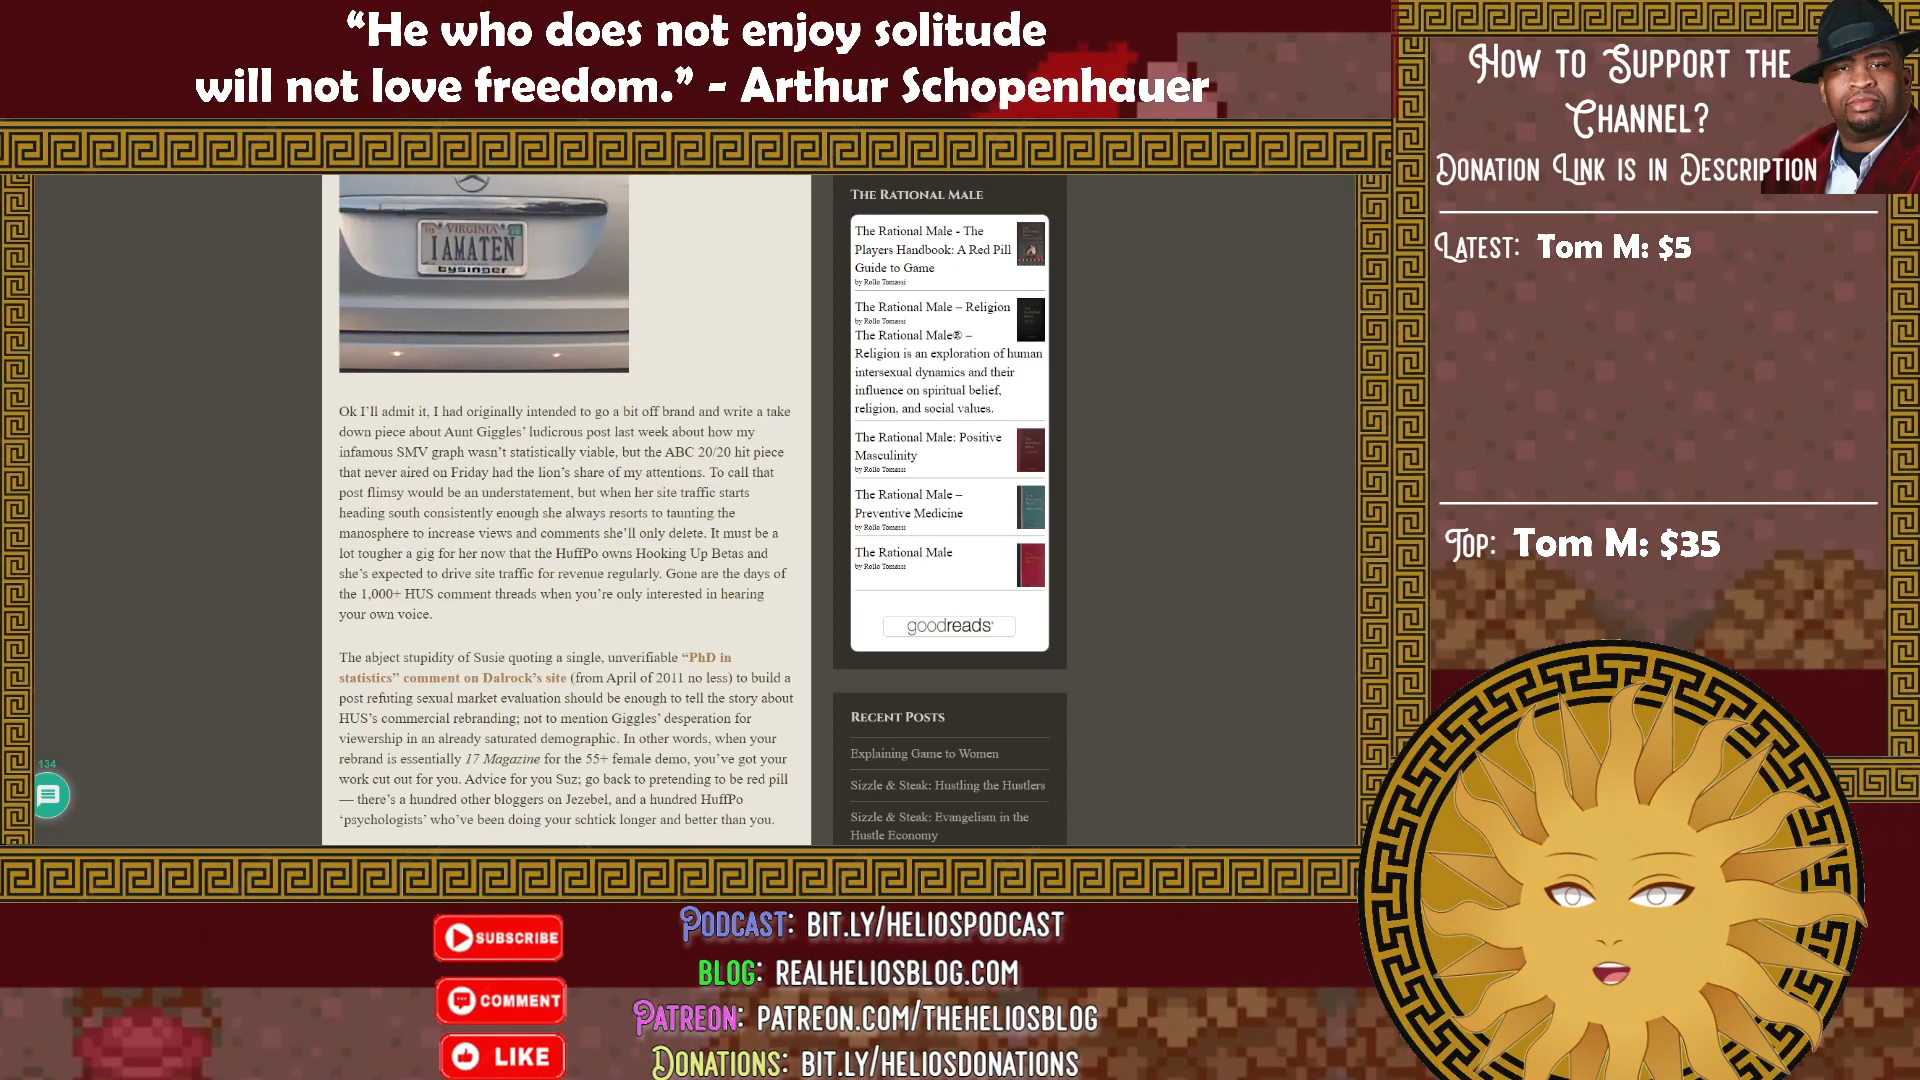 “He who does not enjoy solitude
will not love freedom.” - Arthur Schopenhauer
How to Support the
Channel?
Donation Link is in Description
Latest: Tom M: $5
Top: Tom M: $35
VIRGINIA
IAMATEN
tysinger
Ok I’ll admit it, I had originally intended to go a bit off brand and write a take
down piece about Aunt Giggles’ ludicrous post last week about how my
infamous SMV graph wasn’t statistically viable, but the ABC 20/20 hit piece
that never aired on Friday had the lion’s share of my attentions. To call that
post flimsy would be an understatement, but when her site traffic starts
heading south consistently enough she always resorts to taunting the
manosphere to increase views and comments she’ll only delete. It must be a
lot tougher a gig for her now that the HuffPo owns Hooking Up Betas and
she’s expected to drive site traffic for revenue regularly. Gone are the days of
the 1,000+ HUS comment threads when you’re only interested in hearing
your own voice.
The abject stupidity of Susie quoting a single, unverifiable “PhD in
statistics” comment on Dalrock’s site (from April of 2011 no less) to build a
post refuting sexual market evaluation should be enough to tell the story about
HUS’s commercial rebranding; not to mention Giggles’ desperation for
viewership in an already saturated demographic. In other words, when your
rebrand is essentially 17 Magazine for the 55+ female demo, you’ve got your
work cut out for you. Advice for you Suz; go back to pretending to be red pill
— there’s a hundred other bloggers on Jezebel, and a hundred HuffPo
‘psychologists’ who’ve been doing your schtick longer and better than you.
The Rational Male
The Rational Male - The
Players Handbook: A Red Pill
Guide to Game
by Rollo Tomassi
The Rational Male – Religion
by Rollo Tomassi
The Rational Male® –
Religion is an exploration of human
intersexual dynamics and their
influence on spiritual belief,
religion, and social values.
The Rational Male: Positive
Masculinity
by Rollo Tomassi
The Rational Male –
Preventive Medicine
by Rollo Tomassi
The Rational Male
by Rollo Tomassi
goodreads
Recent Posts
Explaining Game to Women
Sizzle & Steak: Hustling the Hustlers
Sizzle & Steak: Evangelism in the
Hustle Economy
134
SUBSCRIBE
COMMENT
LIKE
Podcast: bit.ly/heliospodcast
Blog: realheliosblog.com
Patreon: patreon.com/theheliosblog
Donations: bit.ly/heliosdonations